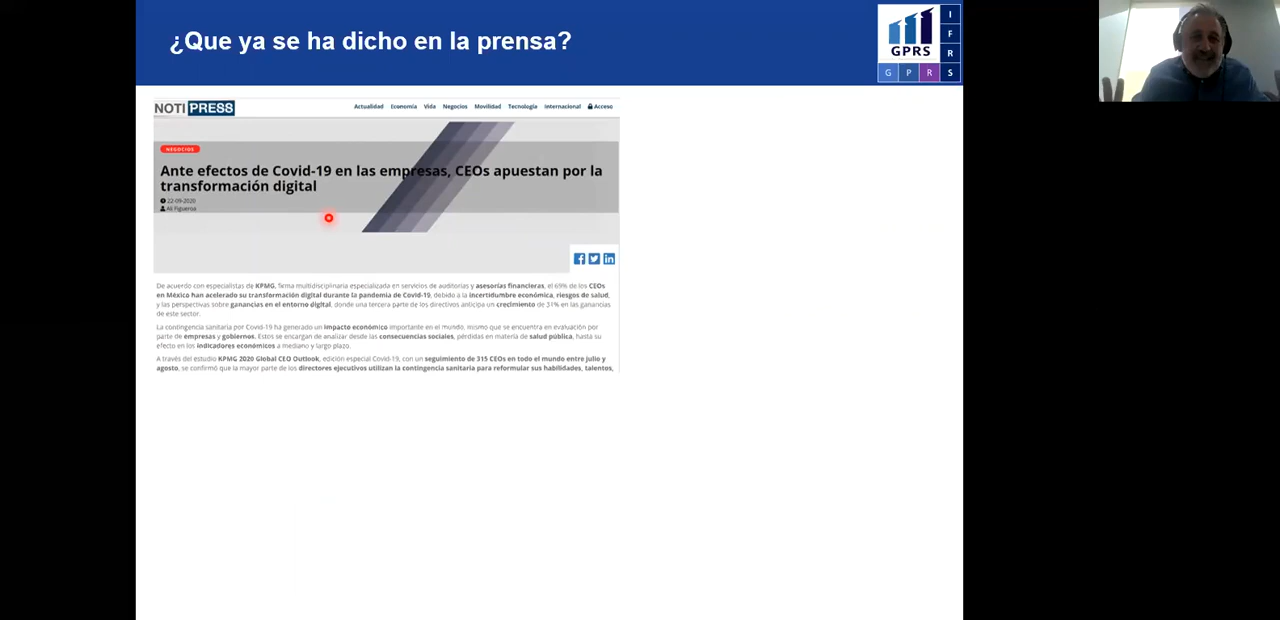 ¿Que ya se ha dicho en la prensa?
GPRS
I
F
R
G P R S
NOTIPRESS
Actualidad Economía Vida Negocios Movilidad Tecnología Internacional Acceso
NEGOCIOS
Ante efectos de Covid-19 en las empresas, CEOs apuestan por la
transformación digital
22-09-2020
Ali Figueroa
De acuerdo con especialistas de KPMG, firma multidisciplinaria especializada en servicios de auditorías y asesorías financieras, el 69% de los CEOs
en México han acelerado su transformación digital durante la pandemia de Covid-19, debido a la incertidumbre económica, riesgos de salud,
y las perspectivas sobre ganancias en el entorno digital, donde una tercera parte de los directivos anticipa un crecimiento de 31% en las ganancias
de este sector.
La contingencia sanitaria por Covid-19 ha generado un impacto económico importante en el mundo, mismo que se encuentra en evaluación por
parte de empresas y gobiernos. Estos se encargan de analizar desde las consecuencias sociales, pérdidas en materia de salud pública, hasta su
efecto en los indicadores económicos a mediano y largo plazo.
A través del estudio KPMG 2020 Global CEO Outlook, edición especial Covid-19, con un seguimiento de 315 CEOs en todo el mundo entre julio y
agosto, se confirmó que la mayor parte de los directores ejecutivos utilizan la contingencia sanitaria para reformular sus habilidades, talentos,